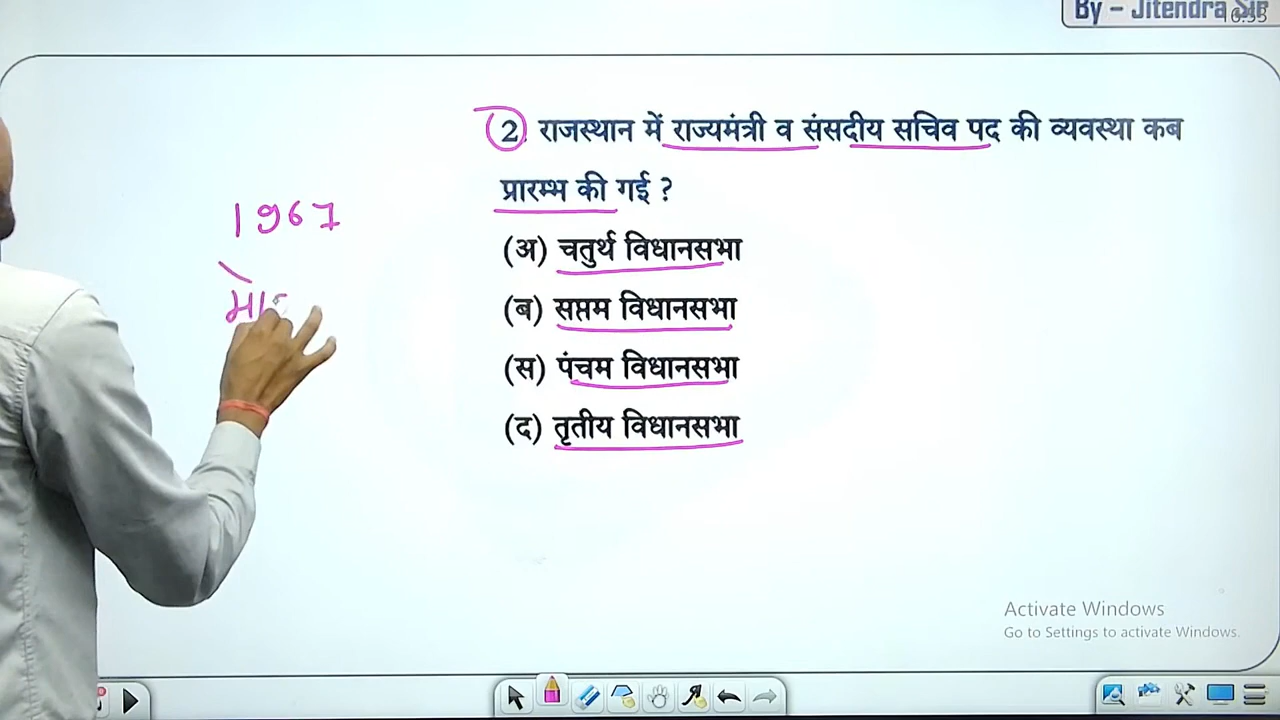 By – Jitendra Sir
2. राजस्थान में राज्यमंत्री व संसदीय सचिव पद की व्यवस्था कब
प्रारम्भ की गई ?
1967
(अ) चतुर्थ विधानसभा
(ब) सप्तम विधानसभा
(स) पंचम विधानसभा
(द) तृतीय विधानसभा
Activate Windows
Go to Settings to activate Windows.